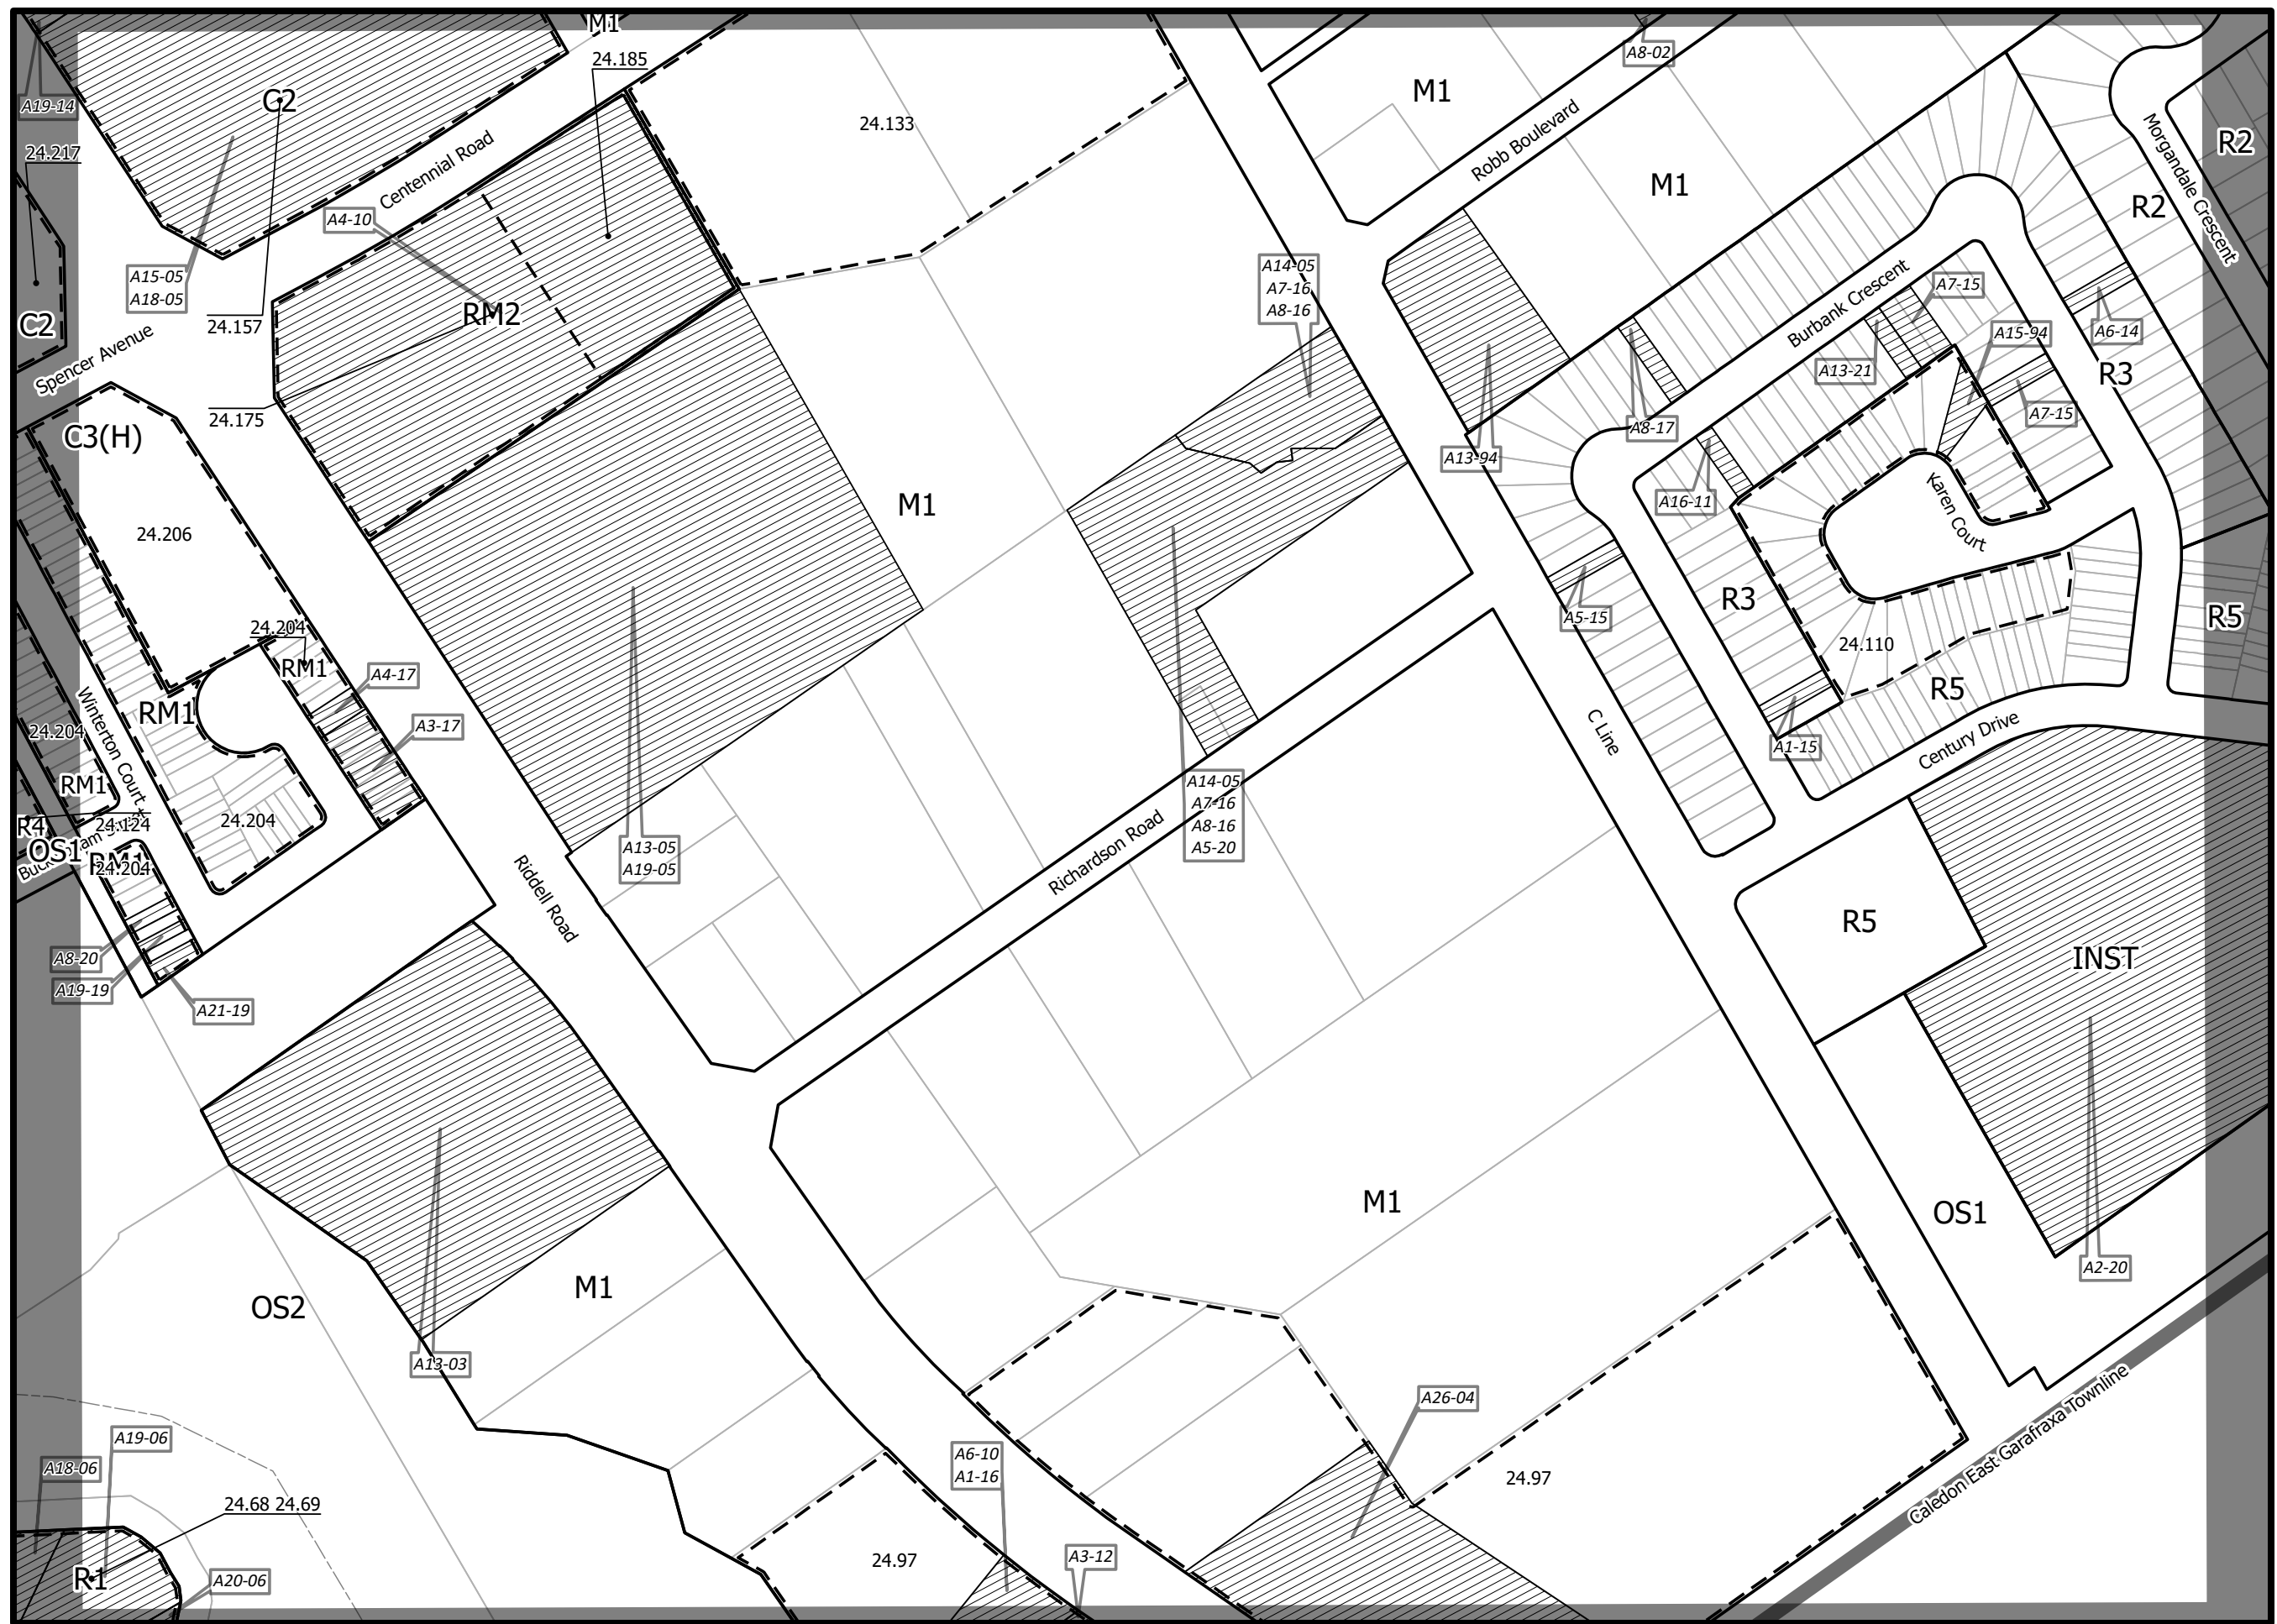 M1
24.185
A8-02
A19-14
C2
M1
24.133
Robb Boulevard
24.217
Centennial Road
Morgandale Crescent
R2
M1
R2
A4-10
A15-05
A18-05
A14-05
A7-16
A8-16
A7-15
Burbank Crescent
RM2
24.157
C2
Spencer Avenue
A15-94
A6-14
A13-21
R3
24.175
A7-15
C3(H)
A8-17
A13-94
M1
A16-11
Karen Court
24.206
R3
A5-15
R5
24.204
24.110
RM1
A4-17
R5
RM1
Winterton Court
A3-17
24.204
C Line
Century Drive
A1-15
RM1
A14-05
A7-16
A8-16
A5-20
24.204
24.124
R4
OS1
RM1
24.204
A13-05
A19-05
Richardson Road
Riddell Road
R5
INST
A8-20
A19-19
A21-19
M1
OS1
A2-20
M1
OS2
A13-03
A26-04
Caledon East Garafraxa Townline
A19-06
A18-06
A6-10
A1-16
24.97
24.68 24.69
24.97
A3-12
R1
A20-06